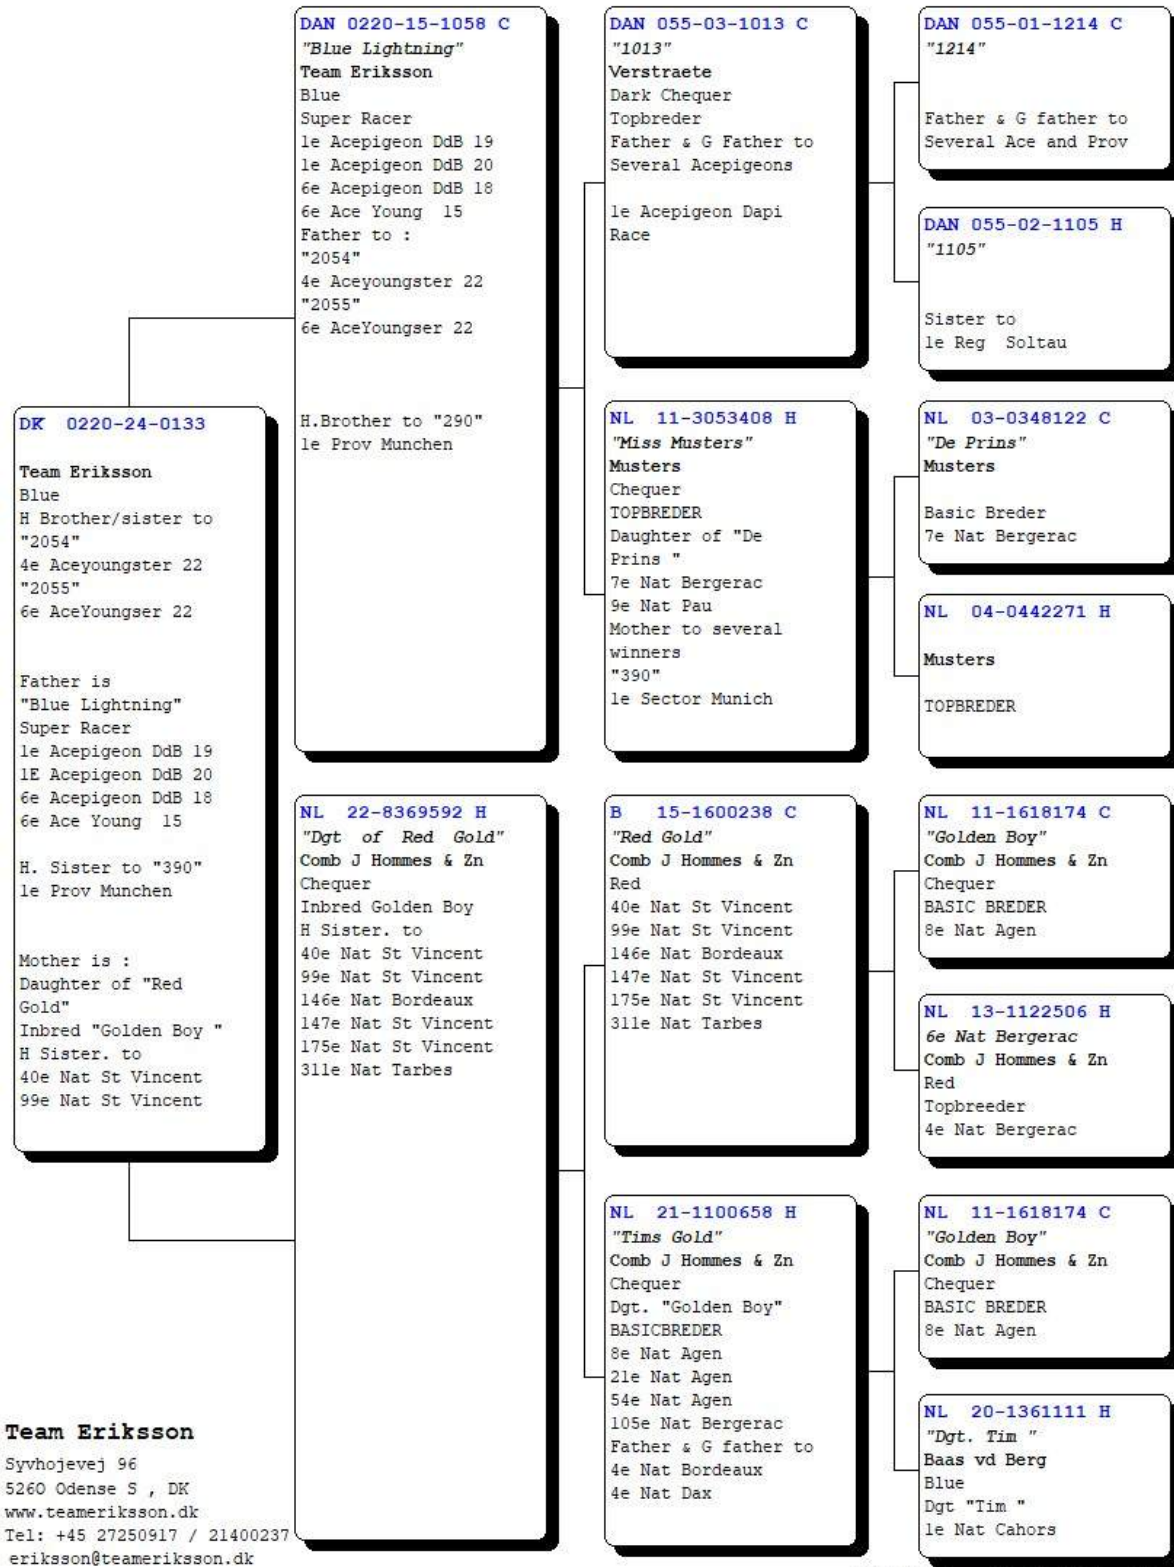 DK 0220-24-0133
Team Eriksson
Blue
H Brother/sister to
"2054"
4e Aceyoungster 22
"2055"
6e AceYoungser 22
Father is
"Blue Lightning"
Super Racer
1e Acepigeon DdB 19
1E Acepigeon DdB 20
6e Acepigeon DdB 18
6e Ace Young 15
H. Sister to "390"
1e Prov Munchen
Mother is :
Daughter of "Red
Gold"
Inbred "Golden Boy "
H Sister. to
40e Nat St Vincent
99e Nat St Vincent
DAN 0220-15-1058 C
"Blue Lightning"
Team Eriksson
Blue
Super Racer
1e Acepigeon DdB 19
1e Acepigeon DdB 20
6e Acepigeon DdB 18
6e Ace Young 15
Father to :
"2054"
4e Aceyoungster 22
"2055"
6e AceYoungser 22
H.Brother to "290"
1e Prov Munchen
NL 22-8369592 H
"Dgt of Red Gold"
Comb J Hommes & Zn
Chequer
Inbred Golden Boy
H Sister. to
40e Nat St Vincent
99e Nat St Vincent
146e Nat Bordeaux
147e Nat St Vincent
175e Nat St Vincent
311e Nat Tarbes
DAN 055-03-1013 C
"1013"
Verstraete
Dark Chequer
Topbreder
Father & G Father to
Several Acepigeons
1e Acepigeon Dapi
Race
NL 11-3053408 H
"Miss Musters"
Musters
Chequer
TOPBREDER
Daughter of "De
Prins "
7e Nat Bergerac
9e Nat Pau
Mother to several
winners
"390"
1e Sector Munich
B 15-1600238 C
"Red Gold"
Comb J Hommes & Zn
Red
40e Nat St Vincent
99e Nat St Vincent
146e Nat Bordeaux
147e Nat St Vincent
175e Nat St Vincent
311e Nat Tarbes
NL 21-1100658 H
"Tims Gold"
Comb J Hommes & Zn
Chequer
Dgt. "Golden Boy"
BASICBREDER
8e Nat Agen
21e Nat Agen
54e Nat Agen
105e Nat Bergerac
Father & G father to
4e Nat Bordeaux
4e Nat Dax
DAN 055-01-1214 C
"1214"
Father & G father to
Several Ace and Prov
DAN 055-02-1105 H
"1105"
Sister to
1e Reg Soltau
NL 03-0348122 C
"De Prins"
Musters
Basic Breder
7e Nat Bergerac
NL 04-0442271 H
Musters
TOPBREDER
NL 11-1618174 C
"Golden Boy"
Comb J Hommes & Zn
Chequer
BASIC BREDER
8e Nat Agen
NL 13-1122506 H
6e Nat Bergerac
Comb J Hommes & Zn
Red
Topbreeder
4e Nat Bergerac
NL 11-1618174 C
"Golden Boy"
Comb J Hommes & Zn
Chequer
BASIC BREDER
8e Nat Agen
NL 20-1361111 H
"Dgt. Tim "
Baas vd Berg
Blue
Dgt "Tim "
1e Nat Cahors
Team Eriksson
Syvhojevej 96
5260 Odense S , DK
www.teameriksson.dk
Tel: +45 27250917 / 21400237
eriksson@teameriksson.dk